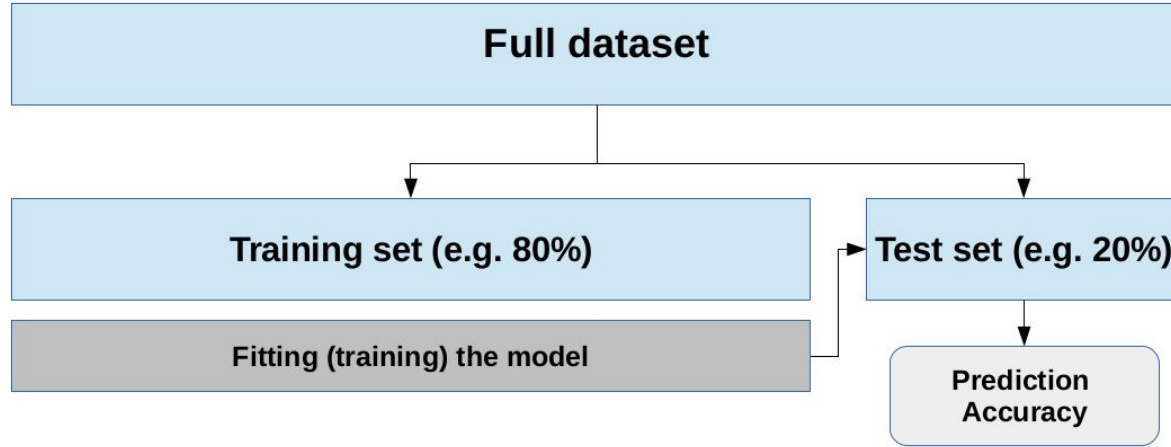 Full dataset
Training set (e.g. 80%)
Test set (e.g. 20%)
Fitting (training) the model
Prediction
Accuracy